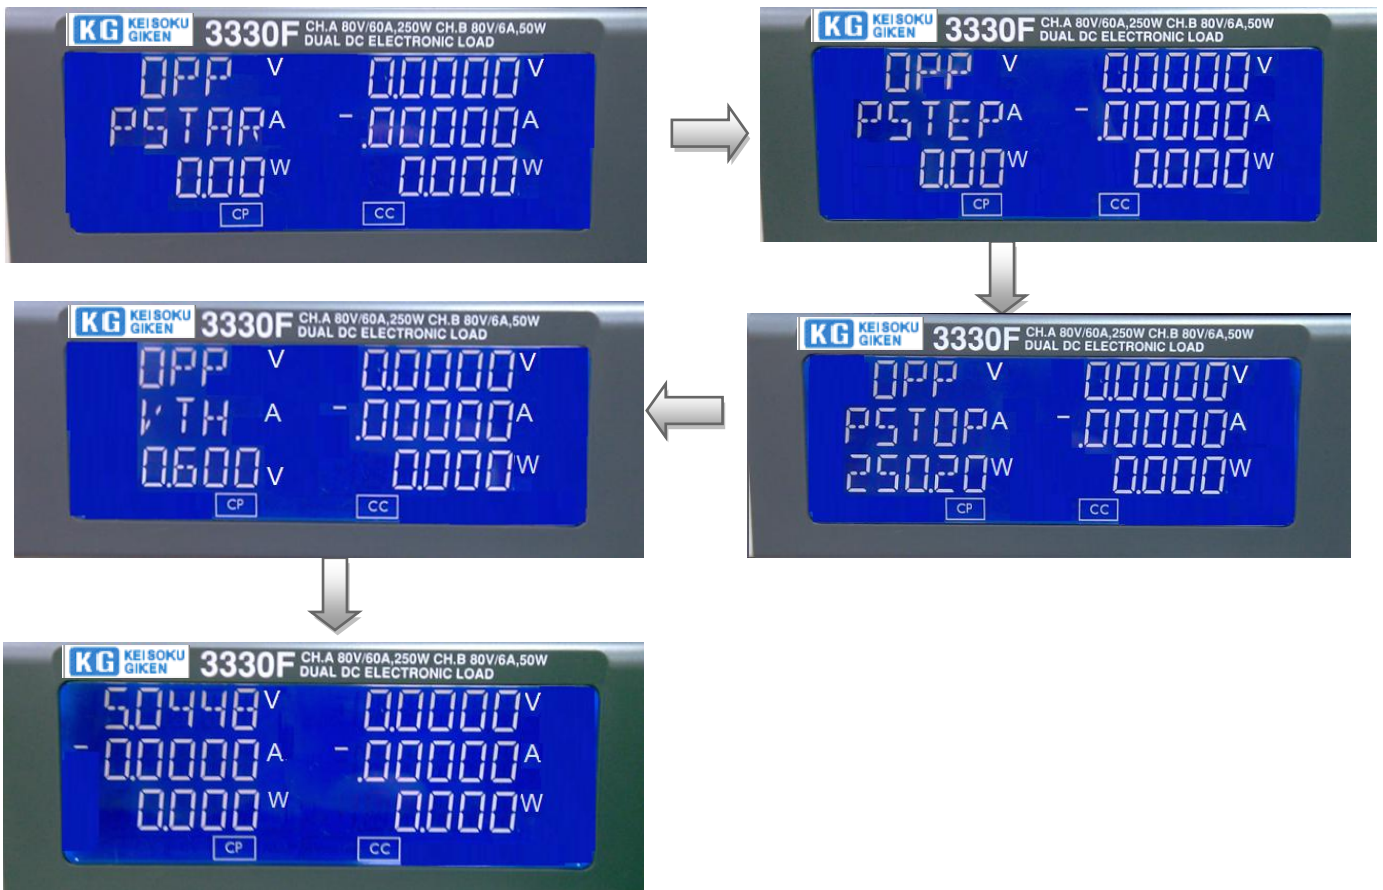 KG KEISOKU GIKEN 3330F CH.A 80V/60A,250W CH.B 80V/6A,50W
DUAL DC ELECTRONIC LOAD
OPP V 0.0000 V
PSTAR A -.00000 A
0.00 W 0.000 W
CP CC
KG KEISOKU GIKEN 3330F CH.A 80V/60A,250W CH.B 80V/6A,50W
DUAL DC ELECTRONIC LOAD
OPP V 0.0000 V
PSTEP A -.00000 A
0.00 W 0.000 W
CP CC
KG KEISOKU GIKEN 3330F CH.A 80V/60A,250W CH.B 80V/6A,50W
DUAL DC ELECTRONIC LOAD
OPP V 0.0000 V
PSTOP A -.00000 A
250.20 W 0.000 W
CP CC
KG KEISOKU GIKEN 3330F CH.A 80V/60A,250W CH.B 80V/6A,50W
DUAL DC ELECTRONIC LOAD
OPP V 0.0000 V
VTH A -.00000 A
0.600 V 0.000 W
CP CC
KG KEISOKU GIKEN 3330F CH.A 80V/60A,250W CH.B 80V/6A,50W
DUAL DC ELECTRONIC LOAD
5.0448 V 0.0000 V
-0.0000 A -.00000 A
0.000 W 0.000 W
CP CC